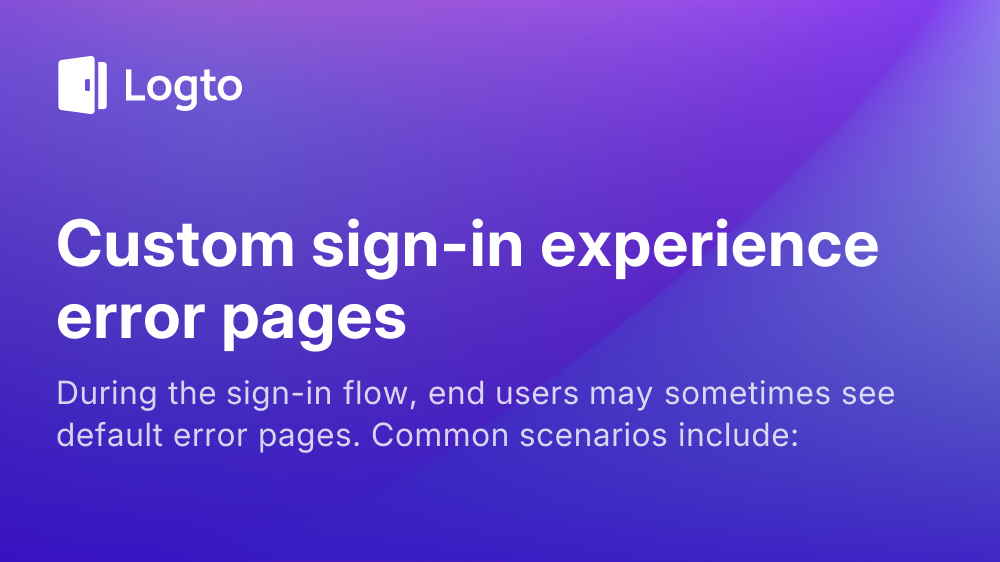 Logto
Custom sign-in experience
error pages
During the sign-in flow, end users may sometimes see
default error pages. Common scenarios include: